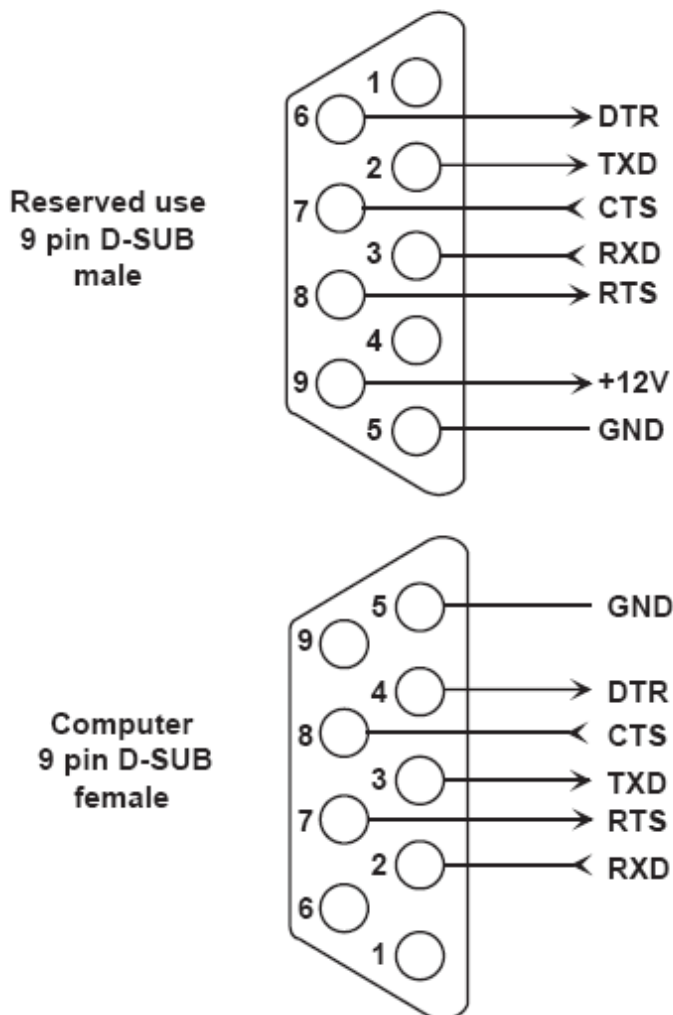 1
6
DTR
2
TXD
Reserved use
9 pin D-SUB
male
7
CTS
3
RXD
8
RTS
4
9
+12V
5
GND
5
GND
9
4
DTR
Computer
9 pin D-SUB
female
8
CTS
3
TXD
7
RTS
2
RXD
6
1